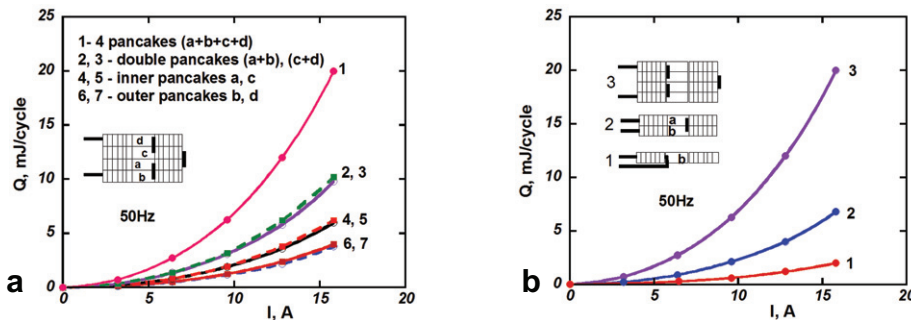 25
20
15
10
5
0
Q, mJ/cycle
1- 4 pancakes (a+b+c+d)
2, 3 - double pancakes (a+b), (c+d)
4, 5 - inner pancakes a, c
6, 7 - outer pancakes b, d
1
d
c
a
b
50Hz
2, 3
4, 5
6, 7
0 5 10 15 20
I, A
a
25
20
15
10
5
0
Q, mJ/cycle
3
2
a
b
1
b
50Hz
3
2
1
0 5 10 15 20
I, A
b